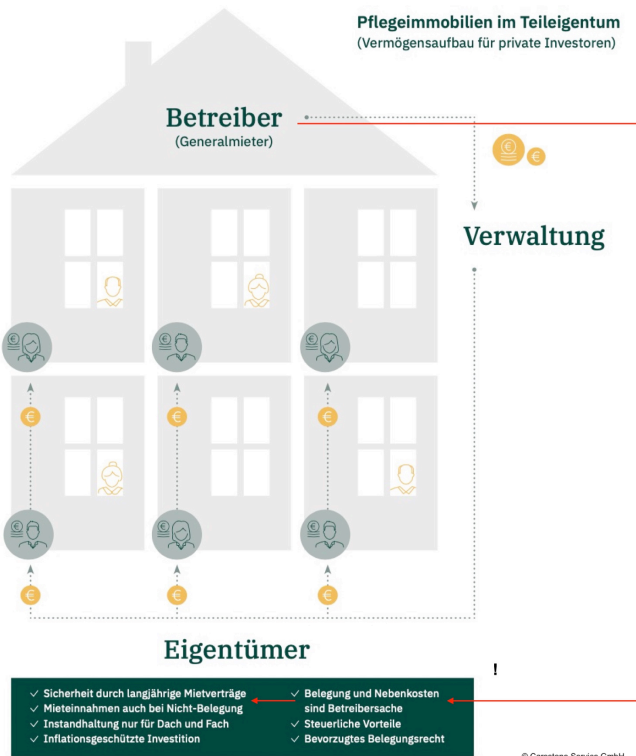 Pflegeimmobilien im Teileigentum
(Vermögensaufbau für private Investoren)
Betreiber
(Generalmieter)
€
€
Verwaltung
€
€
€
€
€
€
€
€
€
€
€
€
Eigentümer
!
✓ Sicherheit durch langjährige Mietverträge
✓ Mieteinnahmen auch bei Nicht-Belegung
✓ Instandhaltung nur für Dach und Fach
✓ Inflationsgeschützte Investition
✓ Belegung und Nebenkosten
sind Betreibersache
✓ Steuerliche Vorteile
✓ Bevorzugtes Belegungsrecht